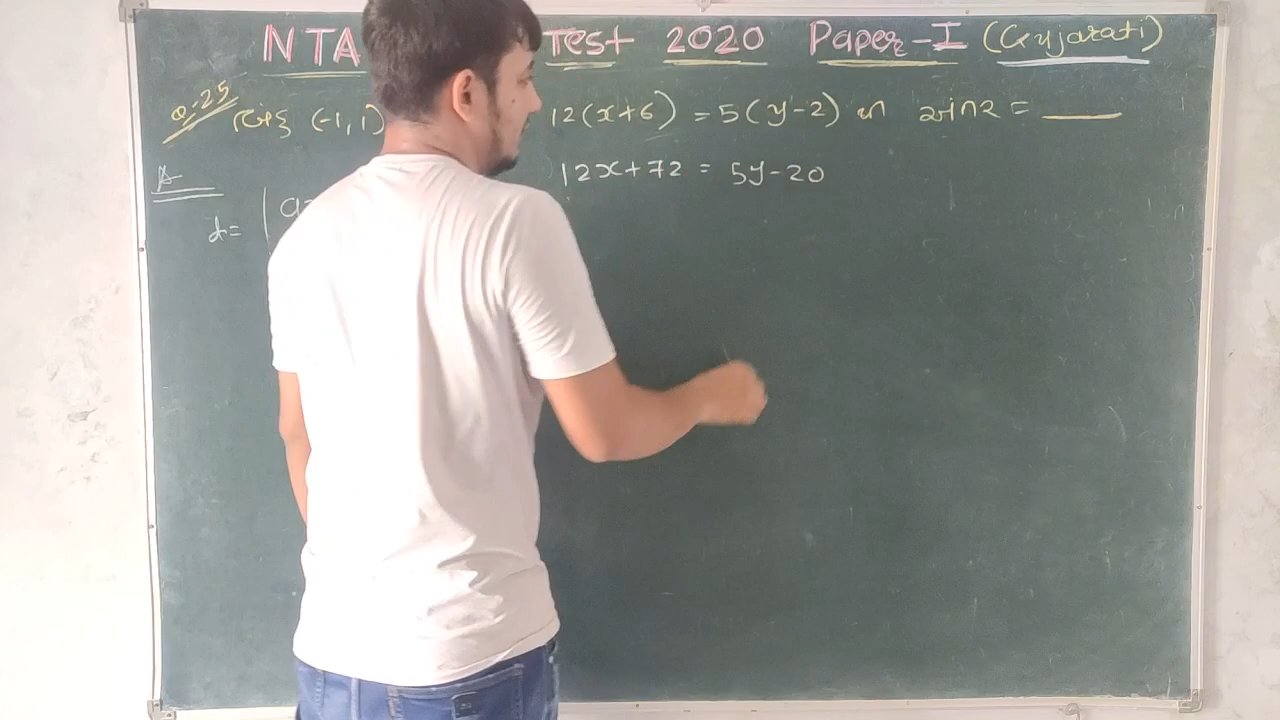 NTA Test 2020 Paper-I (Gujarati)
Q-25 બિંદુ (-1,1) 12(x+6) = 5(y-2) નું અંતર = ____
A 12x+72 = 5y-20
d= |